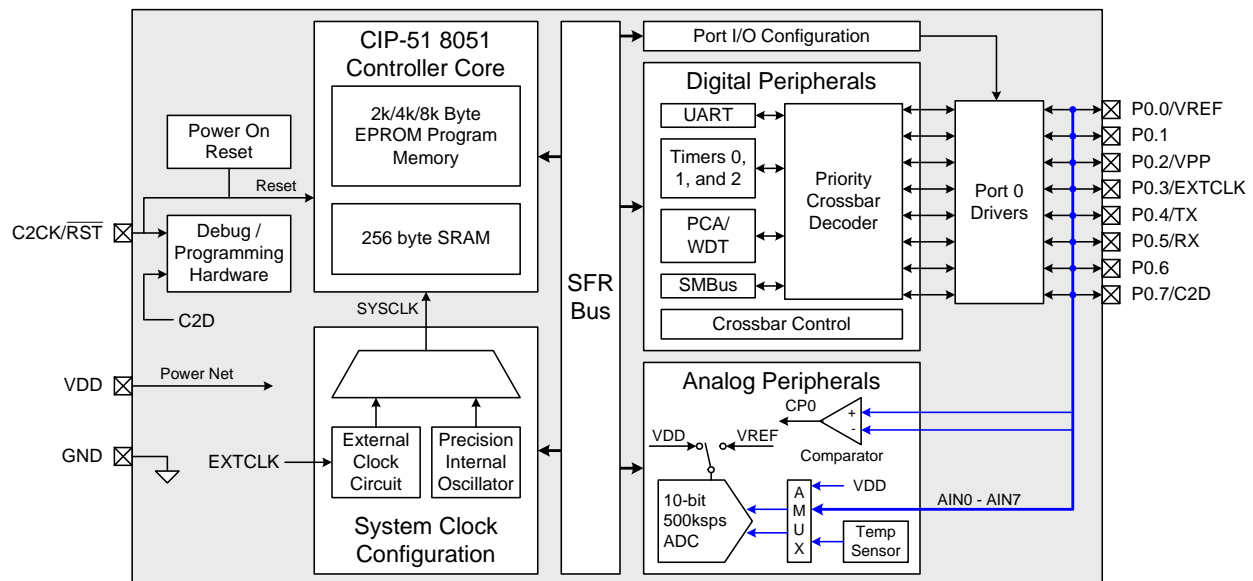 CIP-51 8051
Controller Core
2k/4k/8k Byte
EPROM Program
Memory
256 byte SRAM
Power On
Reset
Reset
C2CK/RST
Debug /
Programming
Hardware
C2D
VDD
Power Net
GND
SYSCLK
EXTCLK
External
Clock
Circuit
Precision
Internal
Oscillator
System Clock
Configuration
SFR
Bus
Port I/O Configuration
Digital Peripherals
UART
Timers 0,
1, and 2
PCA/
WDT
SMBus
Priority
Crossbar
Decoder
Crossbar Control
Port 0
Drivers
P0.0/VREF
P0.1
P0.2/VPP
P0.3/EXTCLK
P0.4/TX
P0.5/RX
P0.6
P0.7/C2D
Analog Peripherals
CP0
+
-
Comparator
VDD
VREF
10-bit
500ksps
ADC
A
M
U
X
VDD
AIN0 - AIN7
Temp
Sensor